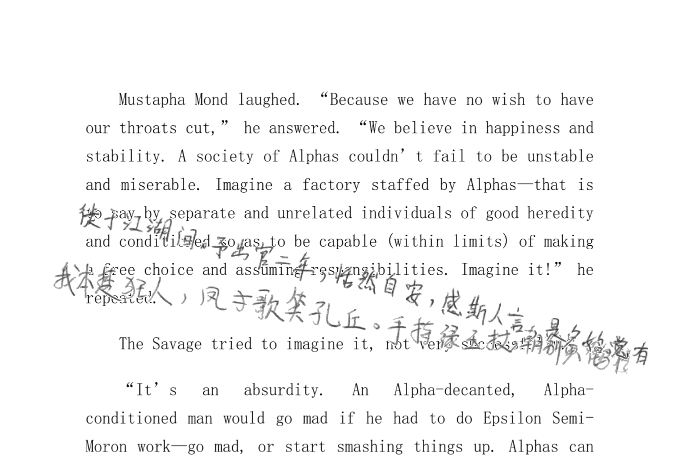 Mustapha Mond laughed. “Because we have no wish to have
our throats cut,” he answered. “We believe in happiness and
stability. A society of Alphas couldn’t fail to be unstable
and miserable. Imagine a factory staffed by Alphas—that is
to say by separate and unrelated individuals of good heredity
徙于江湖间。予出官二年，恬然自安，感斯人言，是 有
and conditioned so as to be capable (within limits) of making
a free choice and assuming responsibilities. Imagine it!” he
我本楚狂人，凤歌笑孔丘。手持绿玉杖，朝别黄鹤楼
repeated.
The Savage tried to imagine it, not very successfully.
“It’s an absurdity. An Alpha-decanted, Alpha-
conditioned man would go mad if he had to do Epsilon Semi-
Moron work—go mad, or start smashing things up. Alphas can